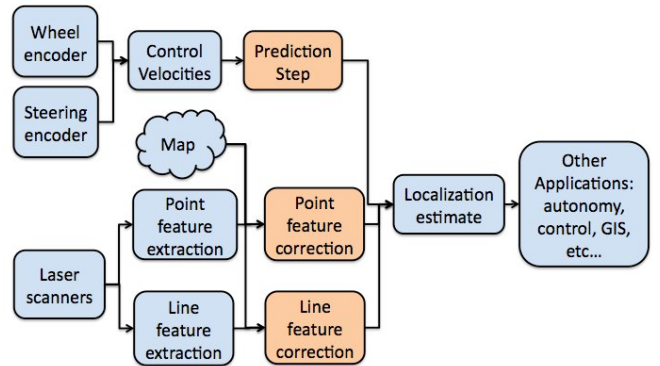 Wheel
encoder
Control
Velocities
Prediction
Step
Steering
encoder
Map
Point
feature
extraction
Point
feature
correction
Localization
estimate
Other
Applications:
autonomy,
control, GIS,
etc...
Laser
scanners
Line
feature
extraction
Line
feature
correction